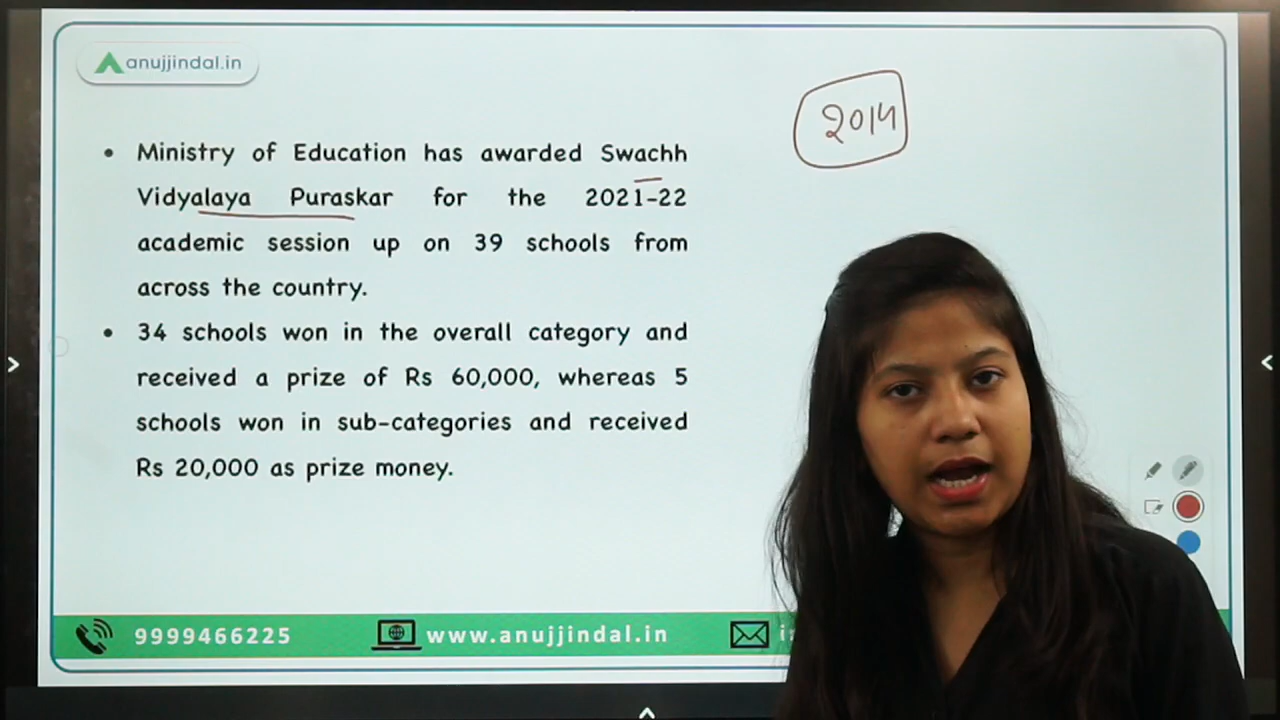 anujjindal.in
2014
• Ministry of Education has awarded Swachh
Vidyalaya Puraskar for the 2021-22
academic session up on 39 schools from
across the country.
• 34 schools won in the overall category and
received a prize of Rs 60,000, whereas 5
schools won in sub-categories and received
Rs 20,000 as prize money.
9999466225 www.anujjindal.in